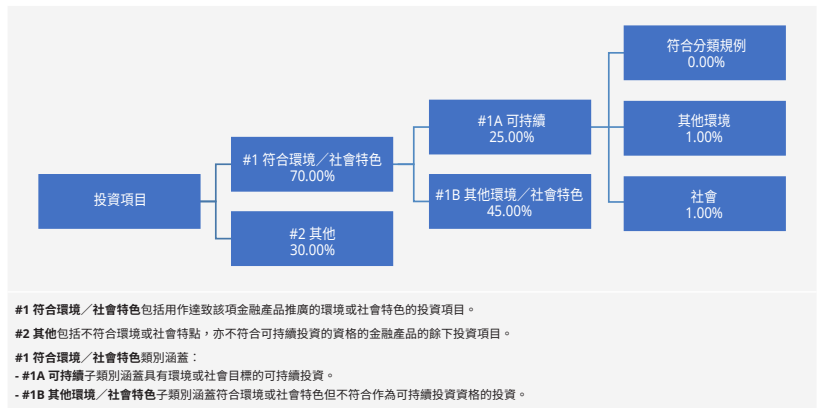 投資項目
#1 符合環境／社會特色
70.00%
#2 其他
30.00%
#1A 可持續
25.00%
#1B 其他環境／社會特色
45.00%
符合分類規例
0.00%
其他環境
1.00%
社會
1.00%
#1 符合環境／社會特色包括用作達致該項金融產品推廣的環境或社會特色的投資項目。
#2 其他包括不符合環境或社會特點，亦不符合可持續投資的資格的金融產品的餘下投資項目。
#1 符合環境／社會特色類別涵蓋：
- #1A 可持續子類別涵蓋具有環境或社會目標的可持續投資。
- #1B 其他環境／社會特色子類別涵蓋符合環境或社會特色但不符合作為可持續投資資格的投資。